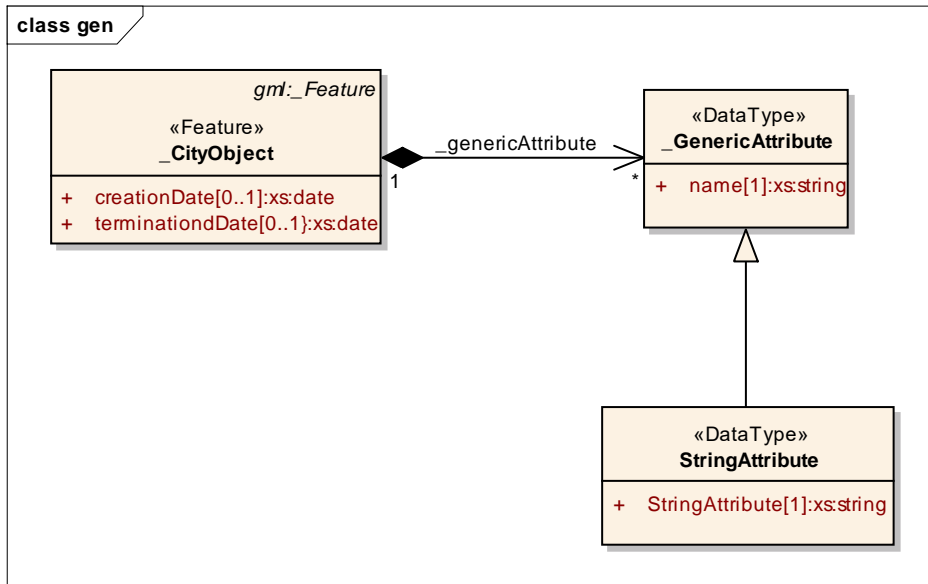 class gen
gml:_Feature
«Feature»
_CityObject
+ creationDate[0..1]:xs:date
+ terminationdDate[0..1}:xs:date
_genericAttribute
1
*
«DataType»
_GenericAttribute
+ name[1]:xs:string
«DataType»
StringAttribute
+ StringAttribute[1]:xs:string